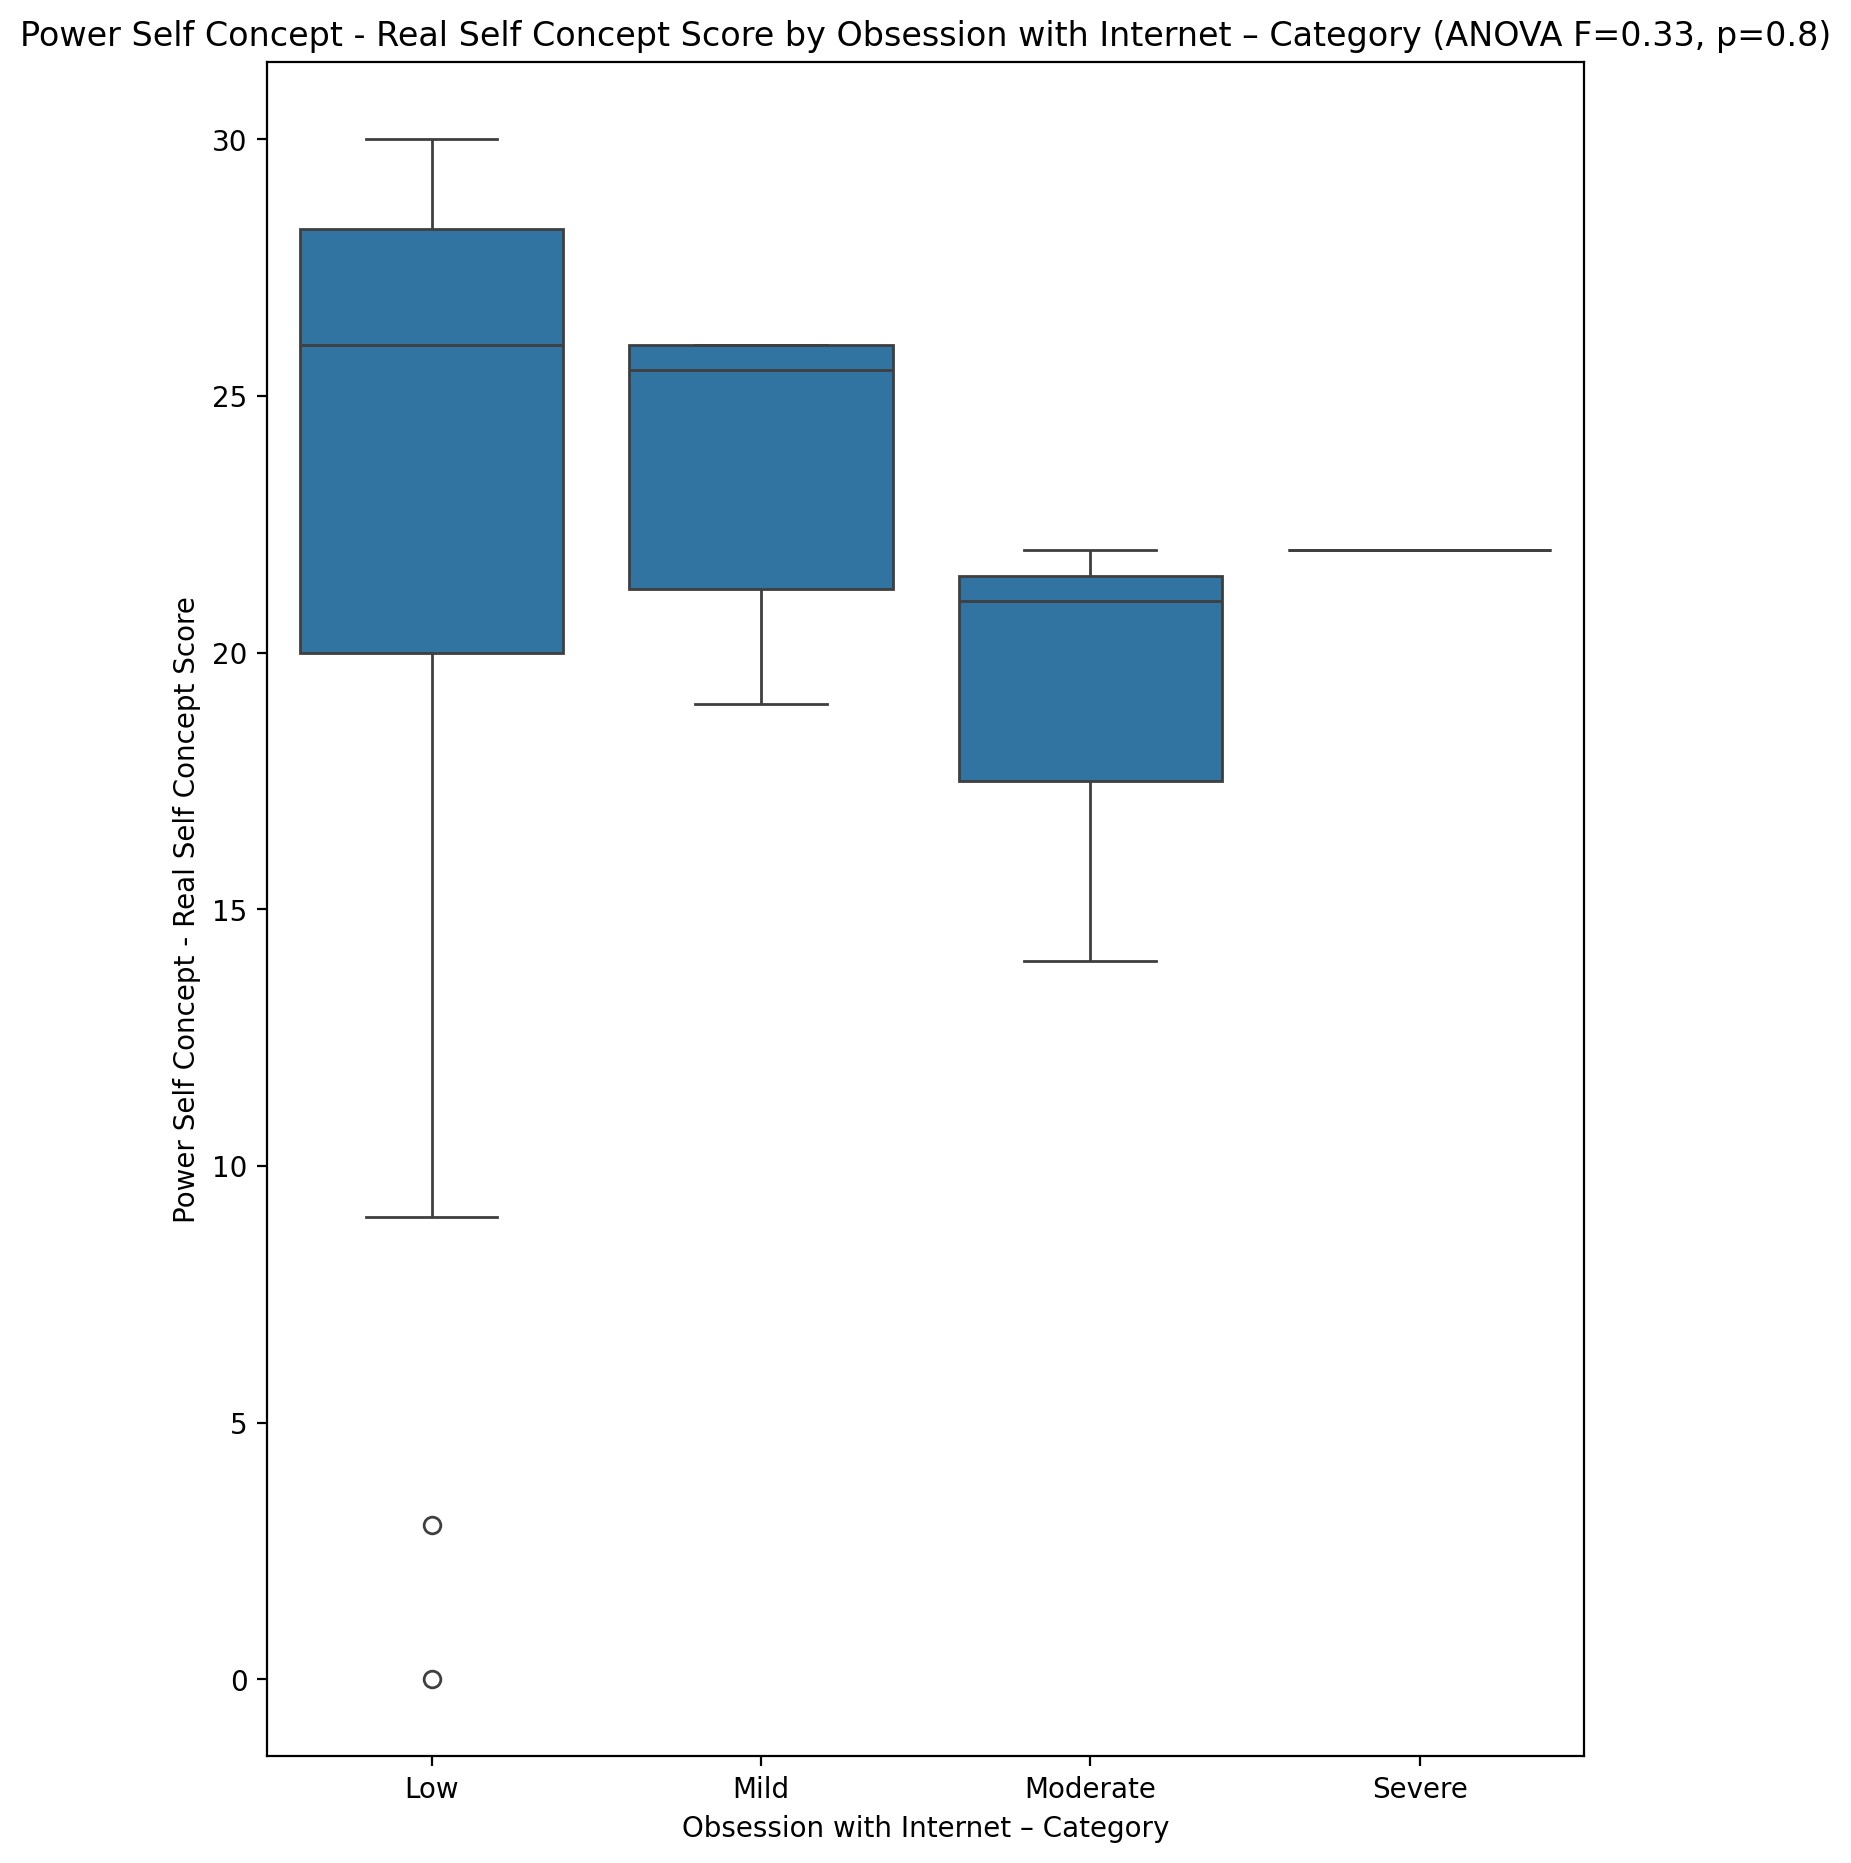 Power Self Concept - Real Self Concept Score by Obsession with Internet – Category (ANOVA F=0.33, p=0.8)
Power Self Concept - Real Self Concept Score
30
25
20
15
10
5
0
Low Mild Moderate Severe
Obsession with Internet – Category